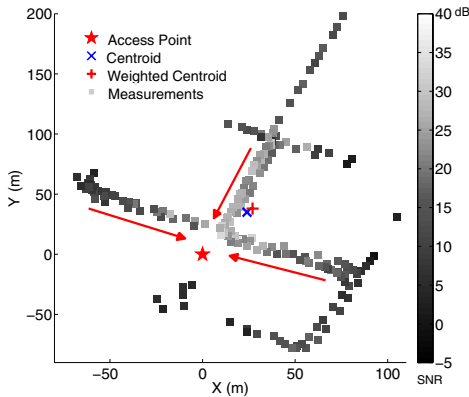 200
150
100
50
0
−50
Y (m)
−50
0
50
100
X (m)
Access Point
Centroid
Weighted Centroid
Measurements
40 dB
35
30
25
20
15
10
5
0
−5
SNR